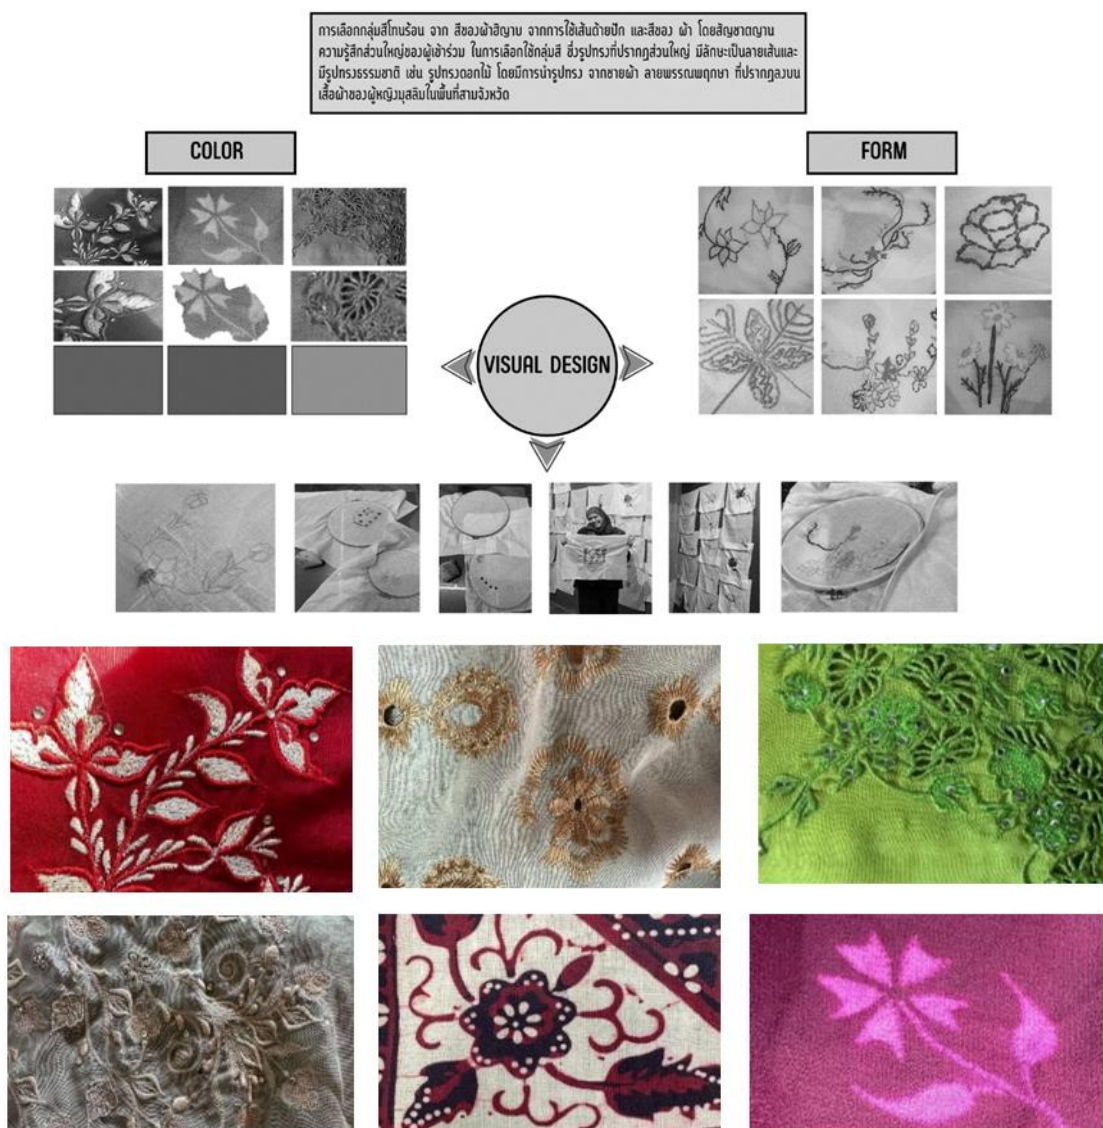 การเลือกกลุ่มสีโทนร้อน จาก สีของผ้าฮิญาบ จากการใช้เส้นด้ายปัก และสีของ ผ้า โดยสัญชาตญาน
ความรู้สึกส่วนใหญ่ของผู้เข้าร่วม ในการเลือกใช้กลุ่มสี ซึ่งรูปทรงที่ปรากฏส่วนใหญ่ มีลักษะเป็นลายเส้นและ
มีรูปทรงธรรมชาติ เช่น รูปทรงดอกไม้ โดยมีการนำรูปทรง จากชายผ้า ลายพรรณพฤกษา ที่ปรากฏลงบน
เสื้อผ้าของผู้หญิงมุสลิมในพื้นที่สามจังหวัด
COLOR
FORM
VISUAL DESIGN